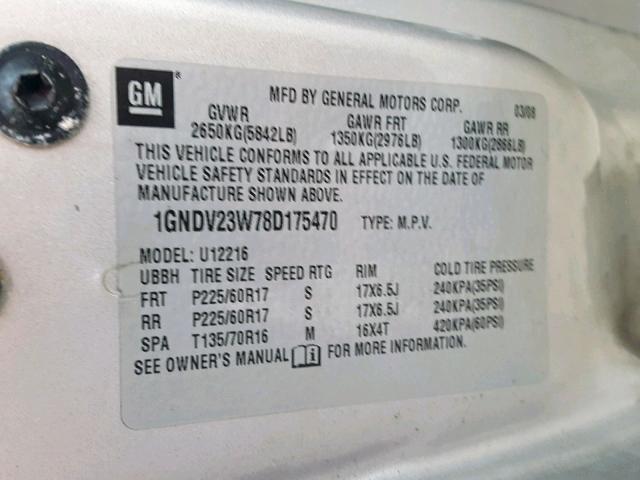 GM®
MFD BY GENERAL MOTORS CORP. 03/08
GVWR GAWR FRT GAWR RR
2650KG(5842LB) 1350KG(2976LB) 1300KG(2866LB)
THIS VEHICLE CONFORMS TO ALL APPLICABLE U.S. FEDERAL MOTOR
VEHICLE SAFETY STANDARDS IN EFFECT ON THE DATE OF
MANUFACTURE SHOWN ABOVE.
1GNDV23W78D175470 TYPE: M.P.V.
MODEL: U12216
UBBH TIRE SIZE SPEED RTG RIM COLD TIRE PRESSURE
FRT P225/60R17 S 17X6.5J 240KPA(35PSI)
RR P225/60R17 S 17X6.5J 240KPA(35PSI)
SPA T135/70R16 M 16X4T 420KPA(60PSI)
SEE OWNER'S MANUAL FOR MORE INFORMATION.